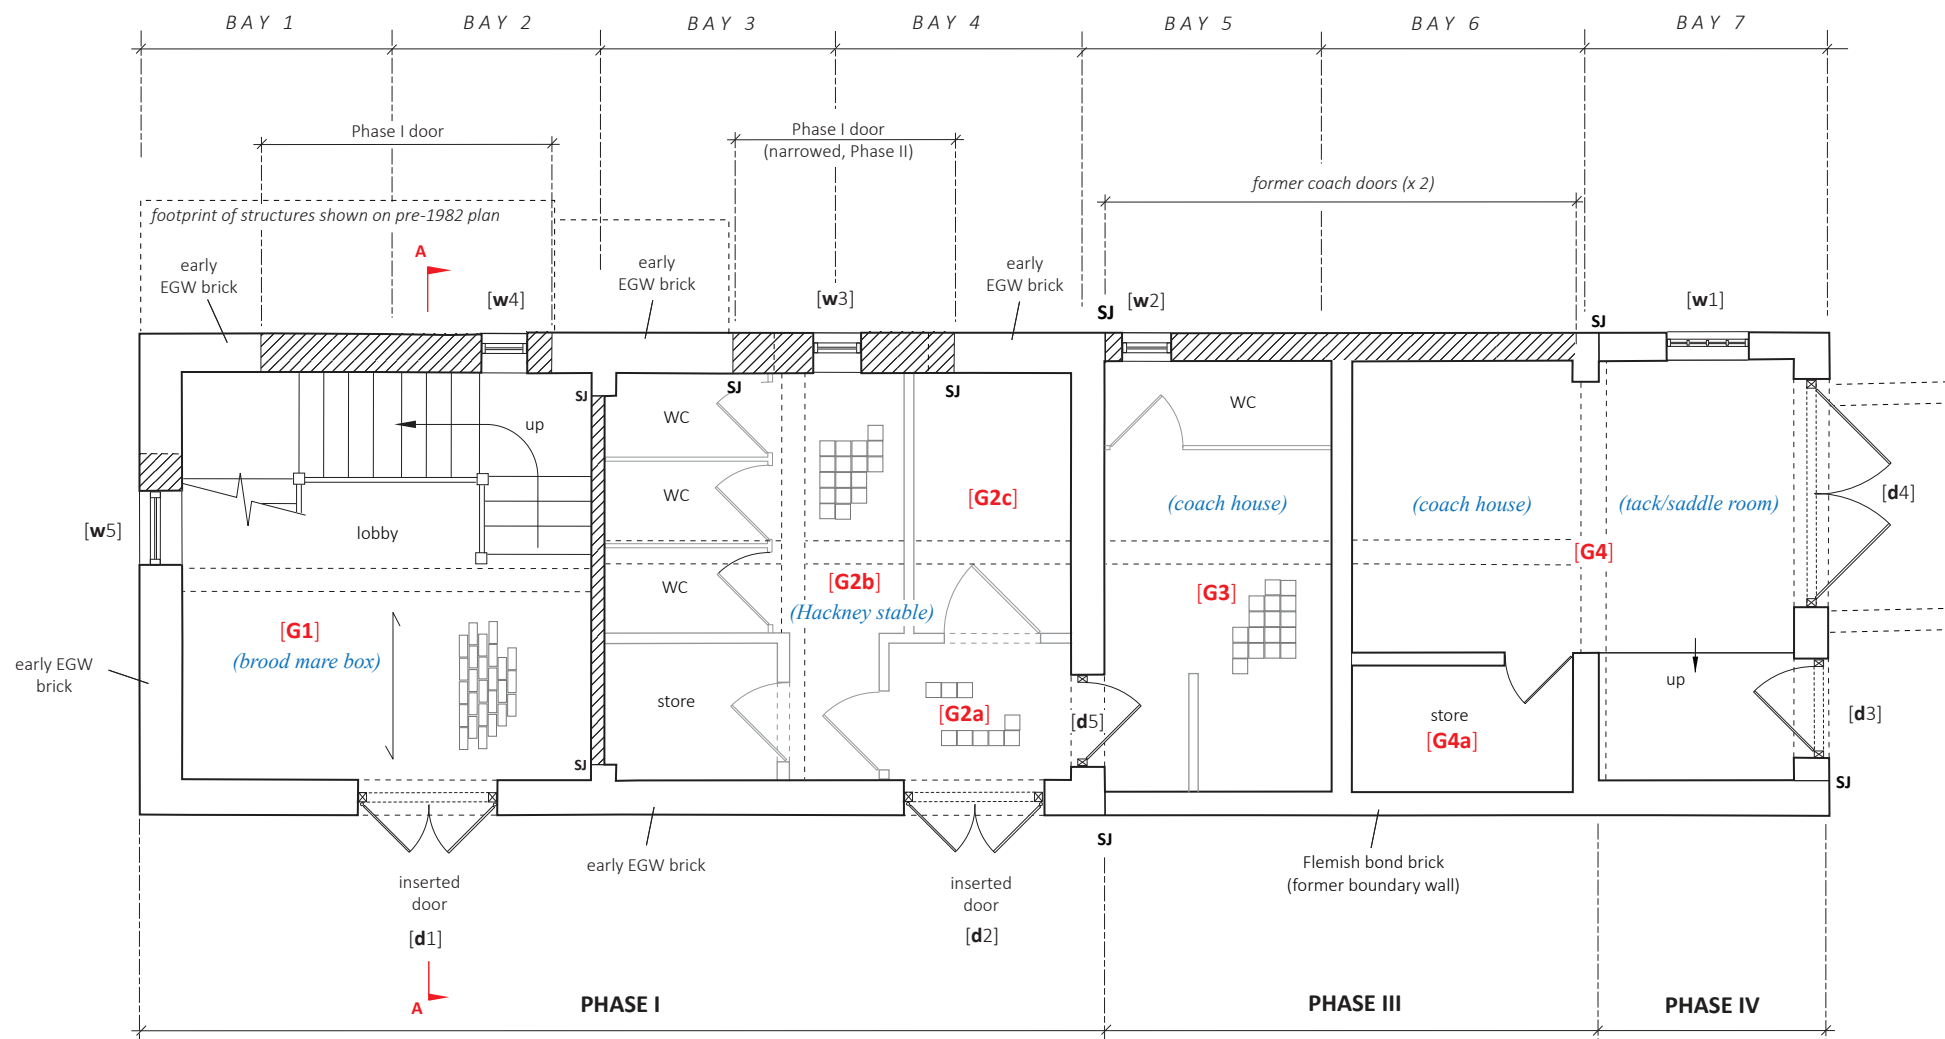 BAY 1
BAY 2
BAY 3
BAY 4
BAY 5
BAY 6
BAY 7
Phase I door
Phase I door
(narrowed, Phase II)
former coach doors (x 2)
footprint of structures shown on pre-1982 plan
A
early
EGW brick
early
EGW brick
early
EGW brick
[w4]
[w3]
SJ
[w2]
SJ
[w1]
SJ
SJ
SJ
up
WC
WC
WC
WC
[w5]
lobby
[G2c]
(coach house)
(coach house)
(tack/saddle room)
[d4]
[G4]
[G2b]
(Hackney stable)
[G3]
[G1]
(brood mare box)
early EGW
brick
store
[G2a]
[d5]
store
[G4a]
up
[d3]
SJ
SJ
SJ
early EGW brick
Flemish bond brick
(former boundary wall)
inserted
door
[d1]
inserted
door
[d2]
A
PHASE I
PHASE III
PHASE IV